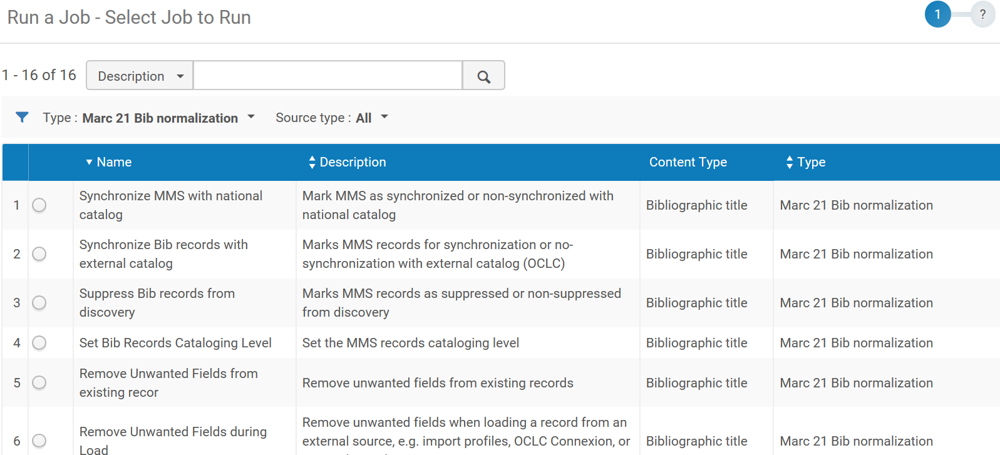 Run a Job - Select Job to Run
1
?
1 - 16 of 16
Description
Type : Marc 21 Bib normalization
Source type : All
Name
Description
Content Type
Type
1
Synchronize MMS with national
catalog
Mark MMS as synchronized or non-synchronized with
national catalog
Bibliographic title
Marc 21 Bib normalization
2
Synchronize Bib records with
external catalog
Marks MMS records for synchronization or no-
synchronization with external catalog (OCLC)
Bibliographic title
Marc 21 Bib normalization
3
Suppress Bib records from
discovery
Marks MMS records as suppressed or non-suppressed
from discovery
Bibliographic title
Marc 21 Bib normalization
4
Set Bib Records Cataloging Level
Set the MMS records cataloging level
Bibliographic title
Marc 21 Bib normalization
5
Remove Unwanted Fields from
existing recor
Remove unwanted fields from existing records
Bibliographic title
Marc 21 Bib normalization
6
Remove Unwanted Fields during
Load
Remove unwanted fields when loading a record from an
external source, e.g. import profiles, OCLC Connexion, or
Bibliographic title
Marc 21 Bib normalization